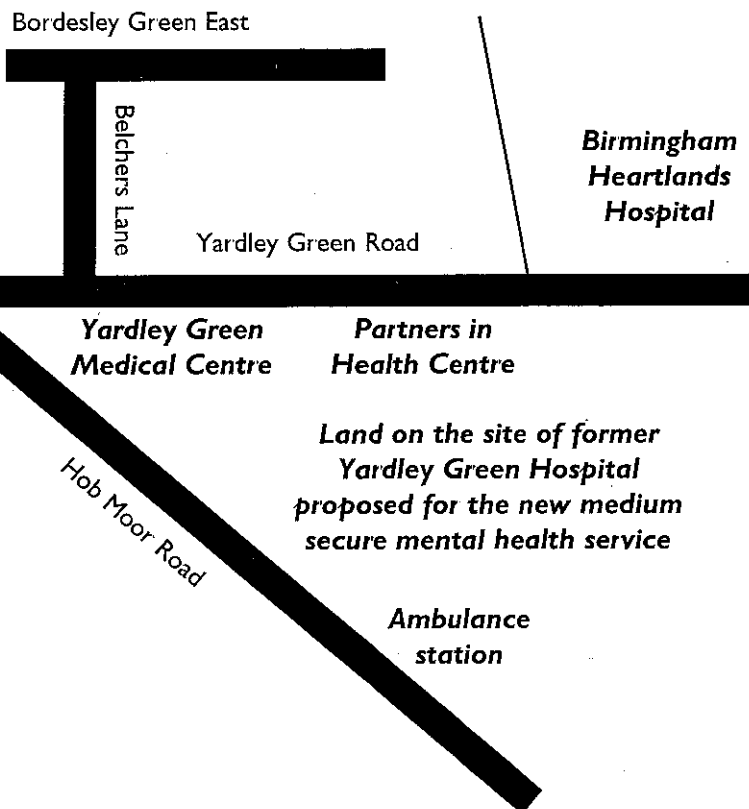 Bordesley Green East
Belchers Lane
Birmingham
Heartlands
Hospital
Yardley Green Road
Yardley Green
Medical Centre
Partners in
Health Centre
Land on the site of former
Yardley Green Hospital
proposed for the new medium
secure mental health service
Hob Moor Road
Ambulance
station